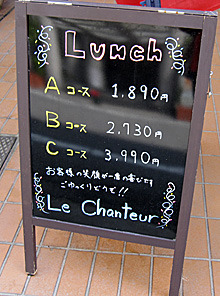 Lunch
A コース 1.890円
B コース 2.730円
C コース 3.990円
お客様の笑顔が一番の喜びです
ごゆっくりどうぞ!!
Le Chanteur